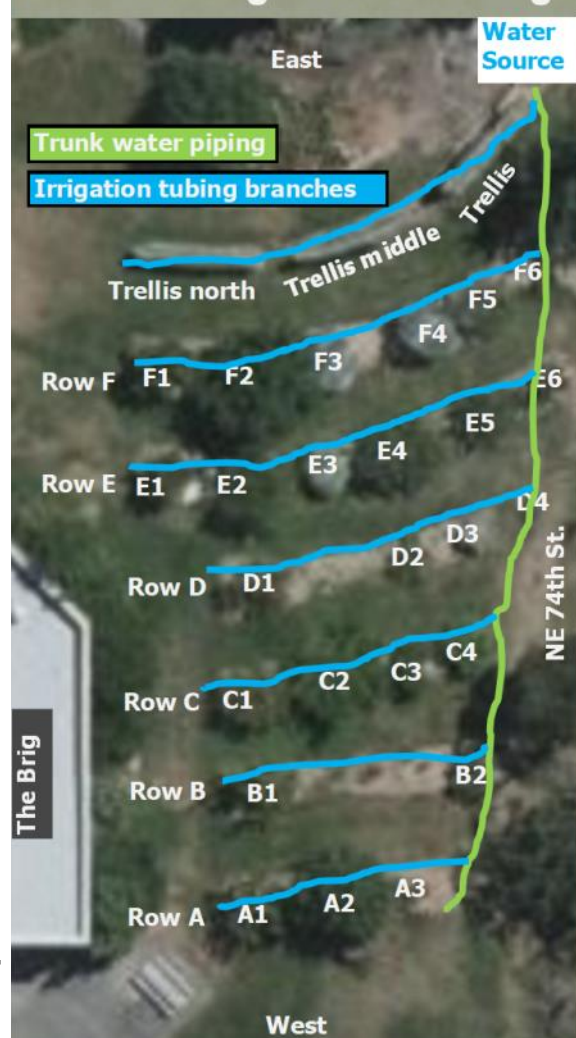 Water
Source
East
Trunk water piping
Irrigation tubing branches
Trellis
Trellis middle
Trellis north
F6
F5
F4
F3
Row F F1 F2
E6
E5
E4
E3
Row E E1 E2
D4
D3
D2
Row D D1
NE 74th St.
C4
C3
C2
Row C C1
The Brig
B2
Row B B1
A3
A2
Row A A1
West